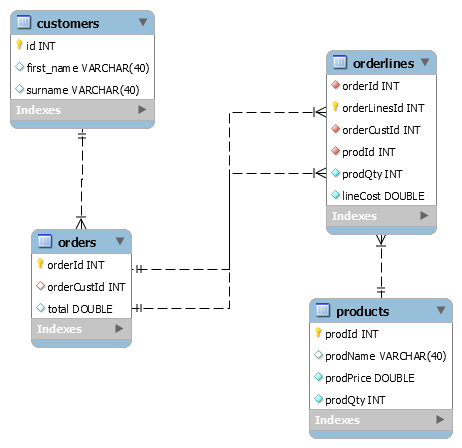 customers
id INT
first_name VARCHAR(40)
surname VARCHAR(40)
Indexes
orders
orderId INT
orderCustId INT
total DOUBLE
Indexes
orderlines
orderId INT
orderLinesId INT
orderCustId INT
prodId INT
prodQty INT
lineCost DOUBLE
Indexes
products
prodId INT
prodName VARCHAR(40)
prodPrice DOUBLE
prodQty INT
Indexes